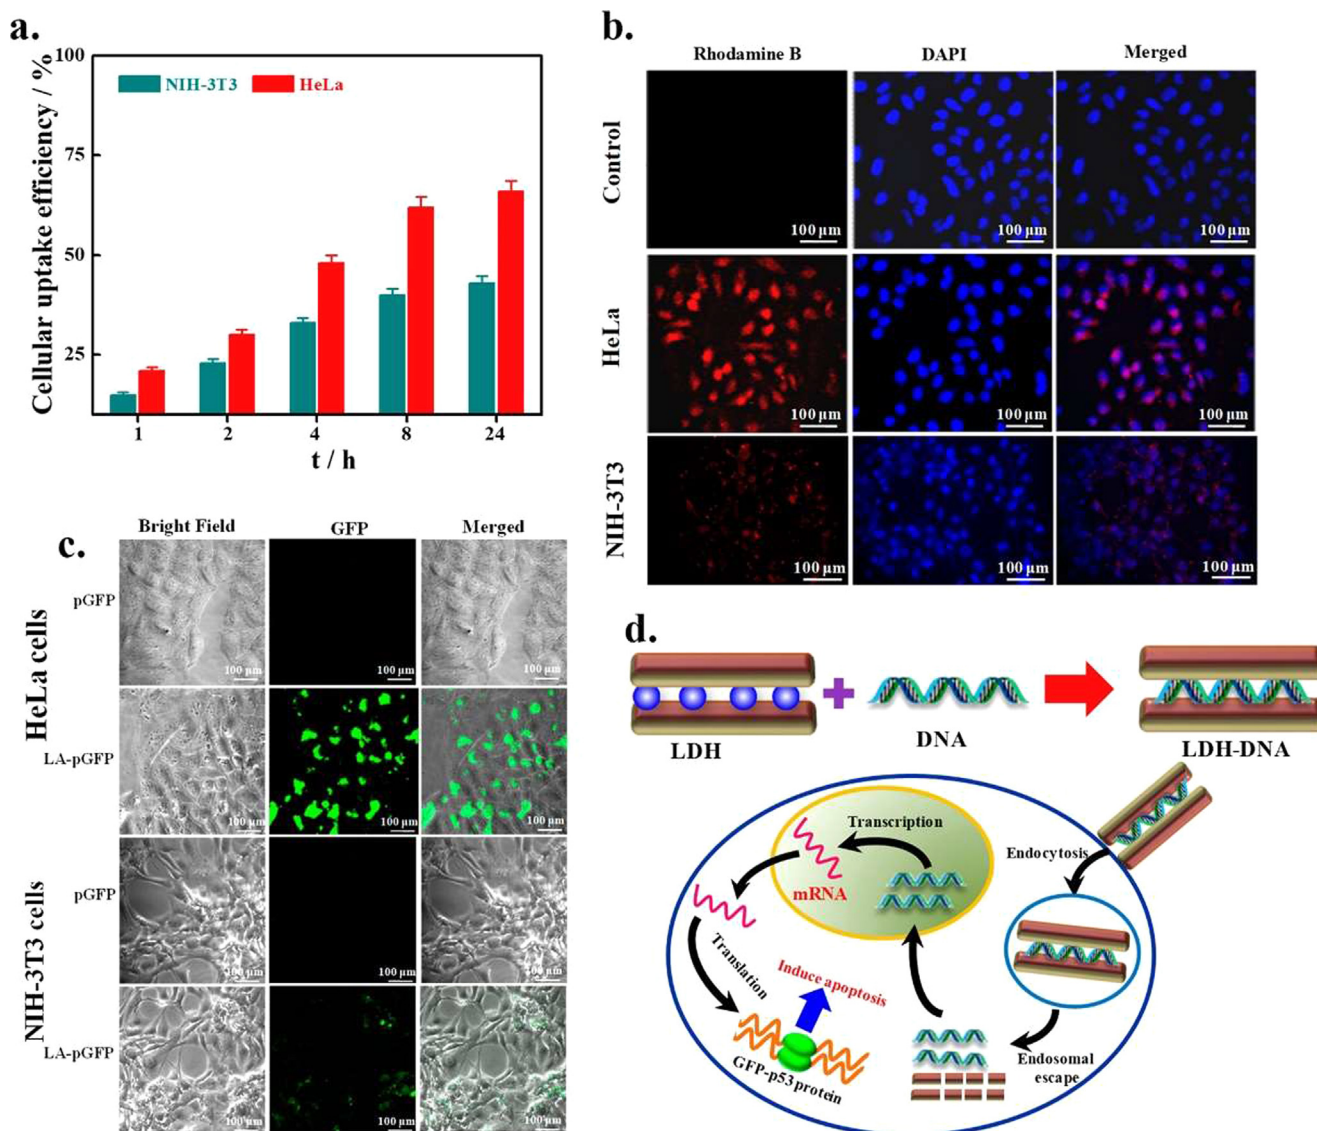 a.
100
75
50
25
Cellular uptake efficiency / %
NIH-3T3
HeLa
1
2
4
8
24
t / h
b.
Rhodamine B
DAPI
Merged
Control
100 µm
100 µm
100 µm
HeLa
100 µm
100 µm
100 µm
NIH-3T3
100 µm
100 µm
100 µm
c.
Bright Field
GFP
Merged
HeLa cells
pGFP
100 µm
100 µm
100 µm
LA-pGFP
100 µm
100 µm
100 µm
NIH-3T3 cells
pGFP
100 µm
100 µm
100 µm
LA-pGFP
100 µm
100 µm
100 µm
d.
LDH
DNA
LDH-DNA
Transcription
mRNA
Endocytosis
Translation
Induce apoptosis
GFP-p53 protein
Endosomal
escape